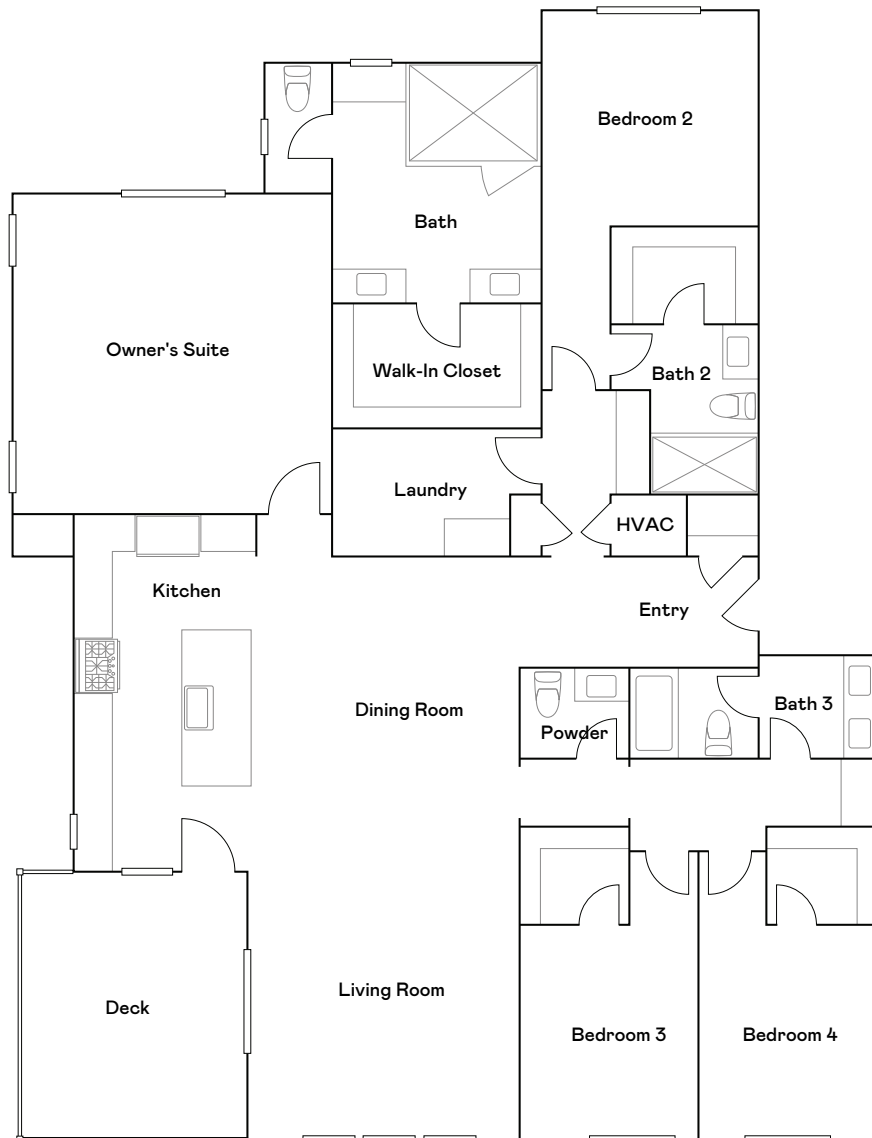 Bedroom 2
Bath
Owner's Suite
Walk-In Closet
Bath 2
Laundry
HVAC
Kitchen
Entry
Dining Room
Bath 3
Powder
Living Room
Deck
Bedroom 3
Bedroom 4